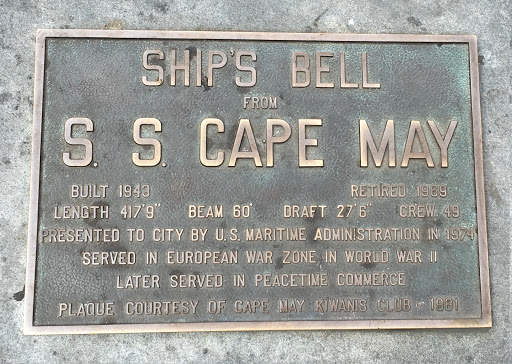 SHIP'S BELL
FROM
S. S. CAPE MAY
BUILT 1943 RETIRED 1969
LENGTH 417'9" BEAM 60' DRAFT 27'6" CREW 49
PRESENTED TO CITY BY U.S. MARITIME ADMINISTRATION IN 1974
SERVED IN EUROPEAN WAR ZONE, IN WORLD WAR II
LATER SERVED IN PEACETIME COMMERCE
PLAQUE COURTESY OF CAPE MAY KIWANIS CLUB - 1981